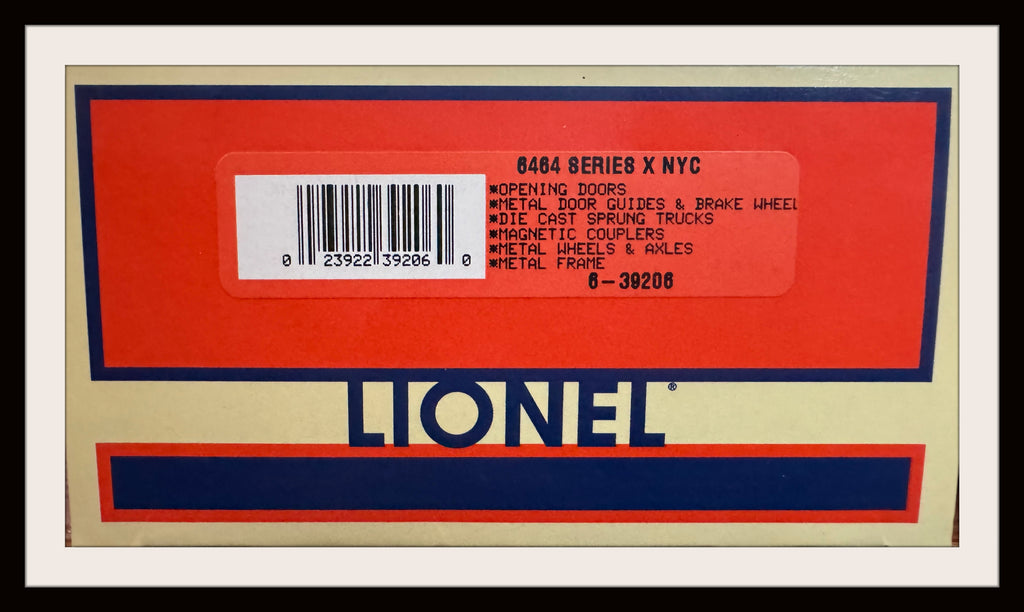 6464 SERIES X NYC
*OPENING DOORS
*METAL DOOR GUIDES & BRAKE WHEEL
*DIE CAST SPRUNG TRUCKS
*MAGNETIC COUPLERS
*METAL WHEELS & AXLES
*METAL FRAME
6-39206
0 23922 39206 0
LIONEL®